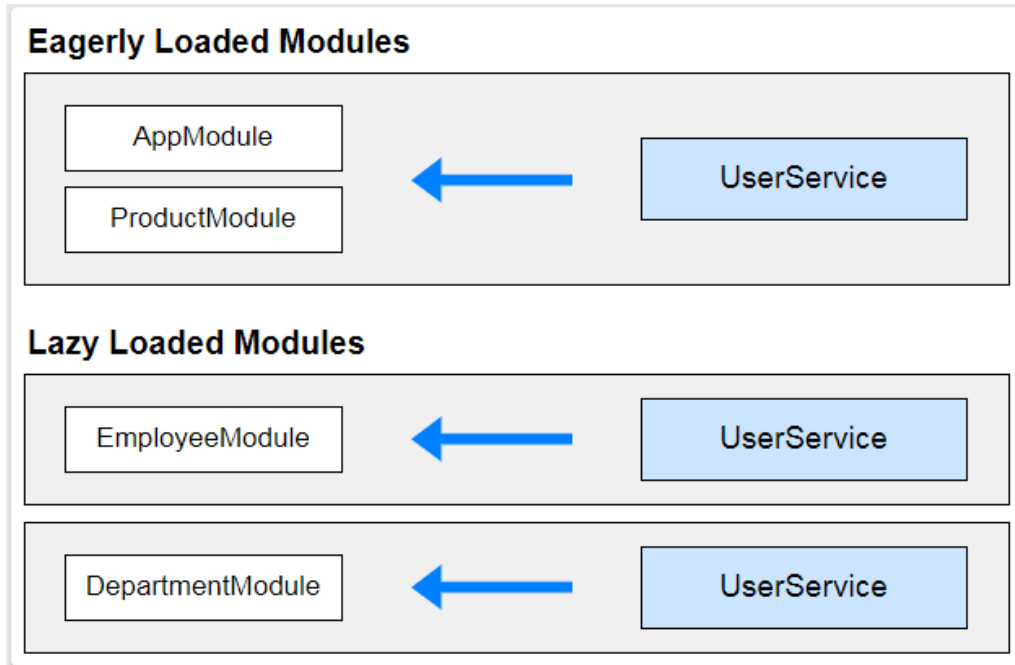 Eagerly Loaded Modules
AppModule
UserService
ProductModule
Lazy Loaded Modules
EmployeeModule
UserService
DepartmentModule
UserService